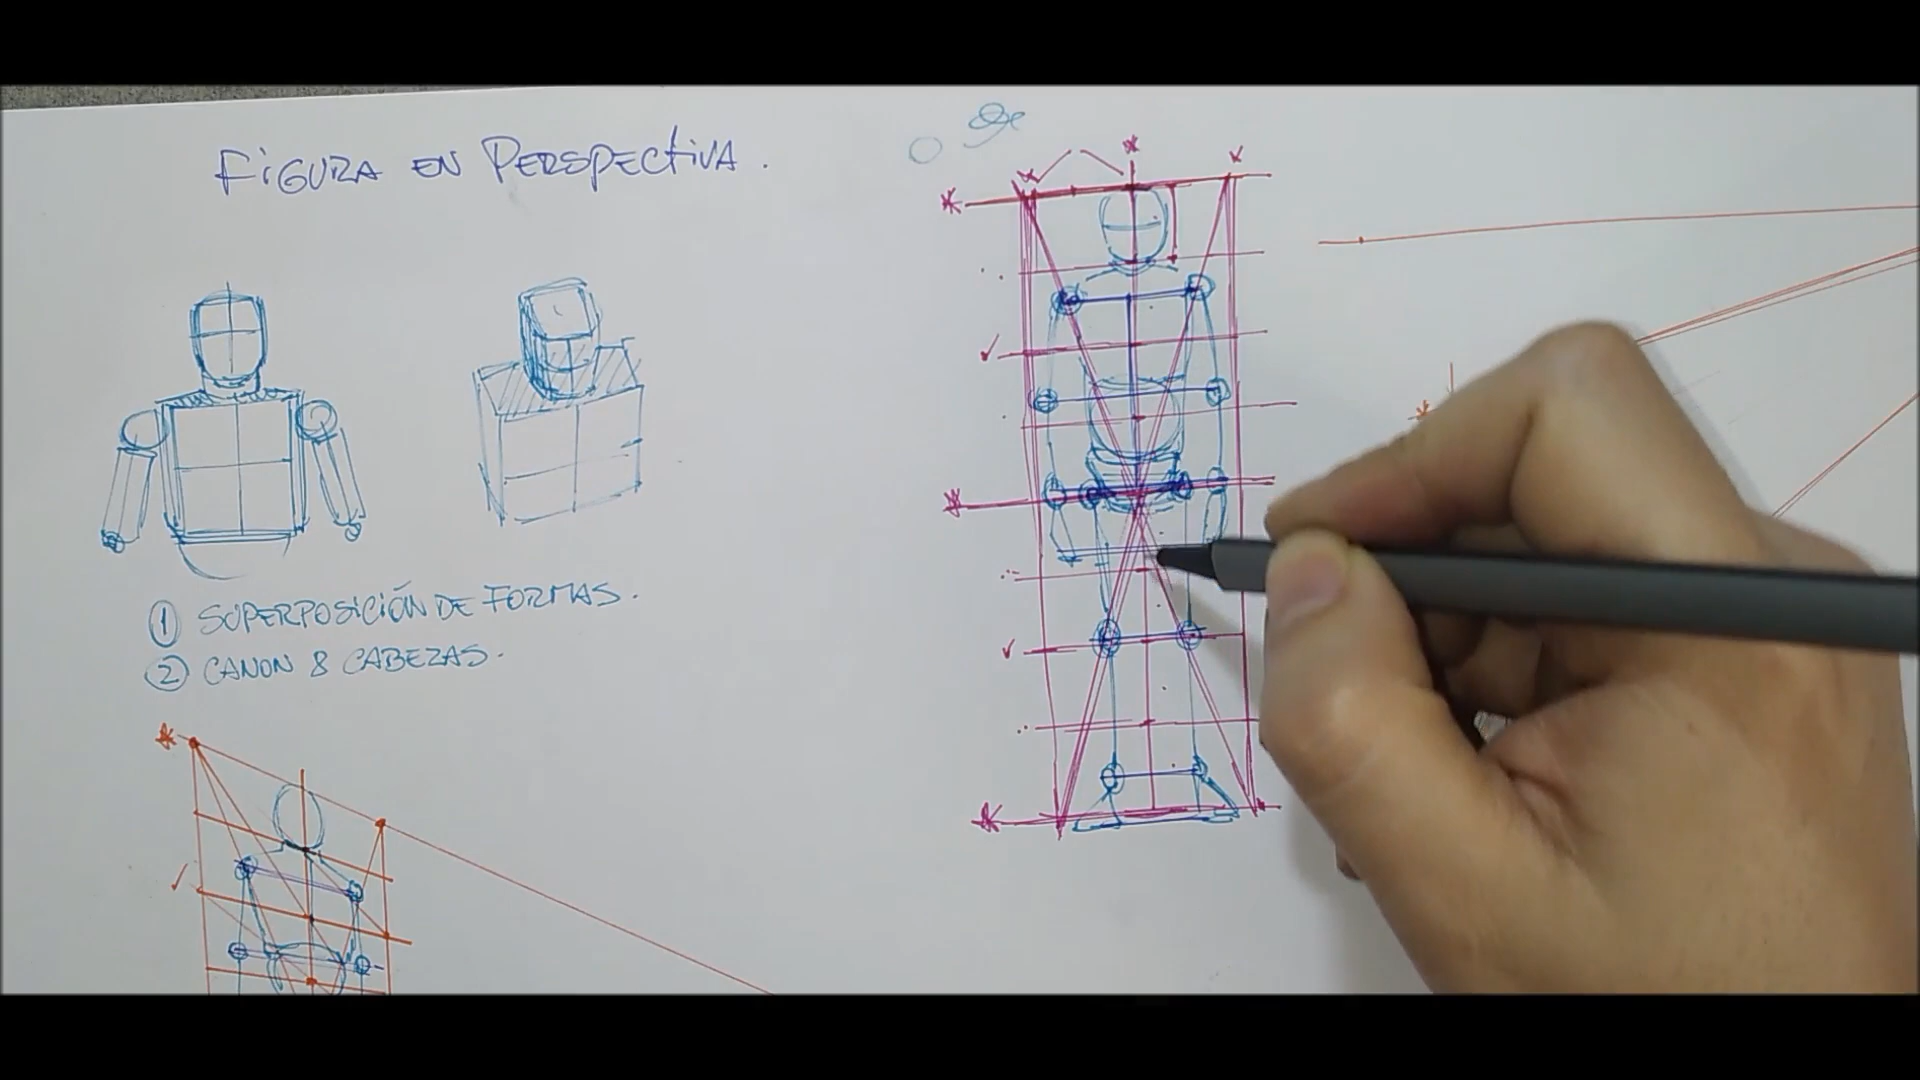 FiGURA EN PERSPECtiVA.
① SUPERPOSICIÓN DE FORMAS.
② CANON 8 CABEZAS.